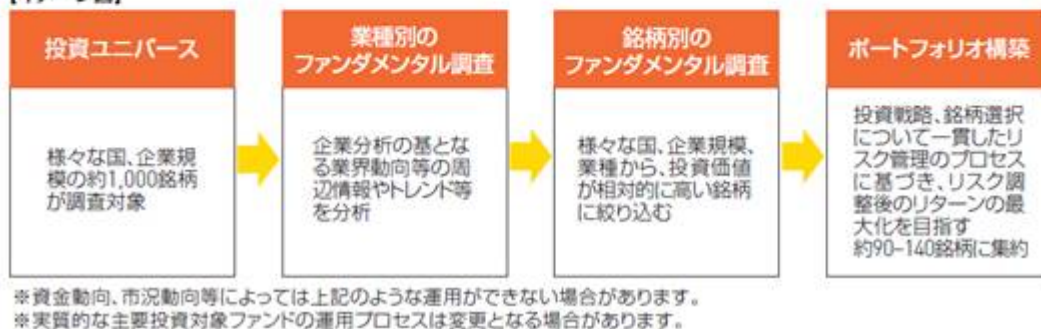 投資ユニバース
業種別の
ファンダメンタル調査
銘柄別の
ファンダメンタル調査
ポートフォリオ構築
様々な国、企業規
模の約1,000銘柄
が調査対象
企業分析の基とな
る業界動向等の周
辺情報やトレンド等
を分析
様々な国、企業規模、
業種から、投資価値
が相対的に高い銘柄
に絞り込む
投資戦略、銘柄選択
について一貫したリ
スク管理のプロセス
に基づき、リスク調
整後のリターンの最
大化を目指す
約90–140銘柄に集約
※資金動向、市況動向等によっては上記のような運用ができない場合があります。
※実質的な主要投資対象ファンドの運用プロセスは変更となる場合があります。